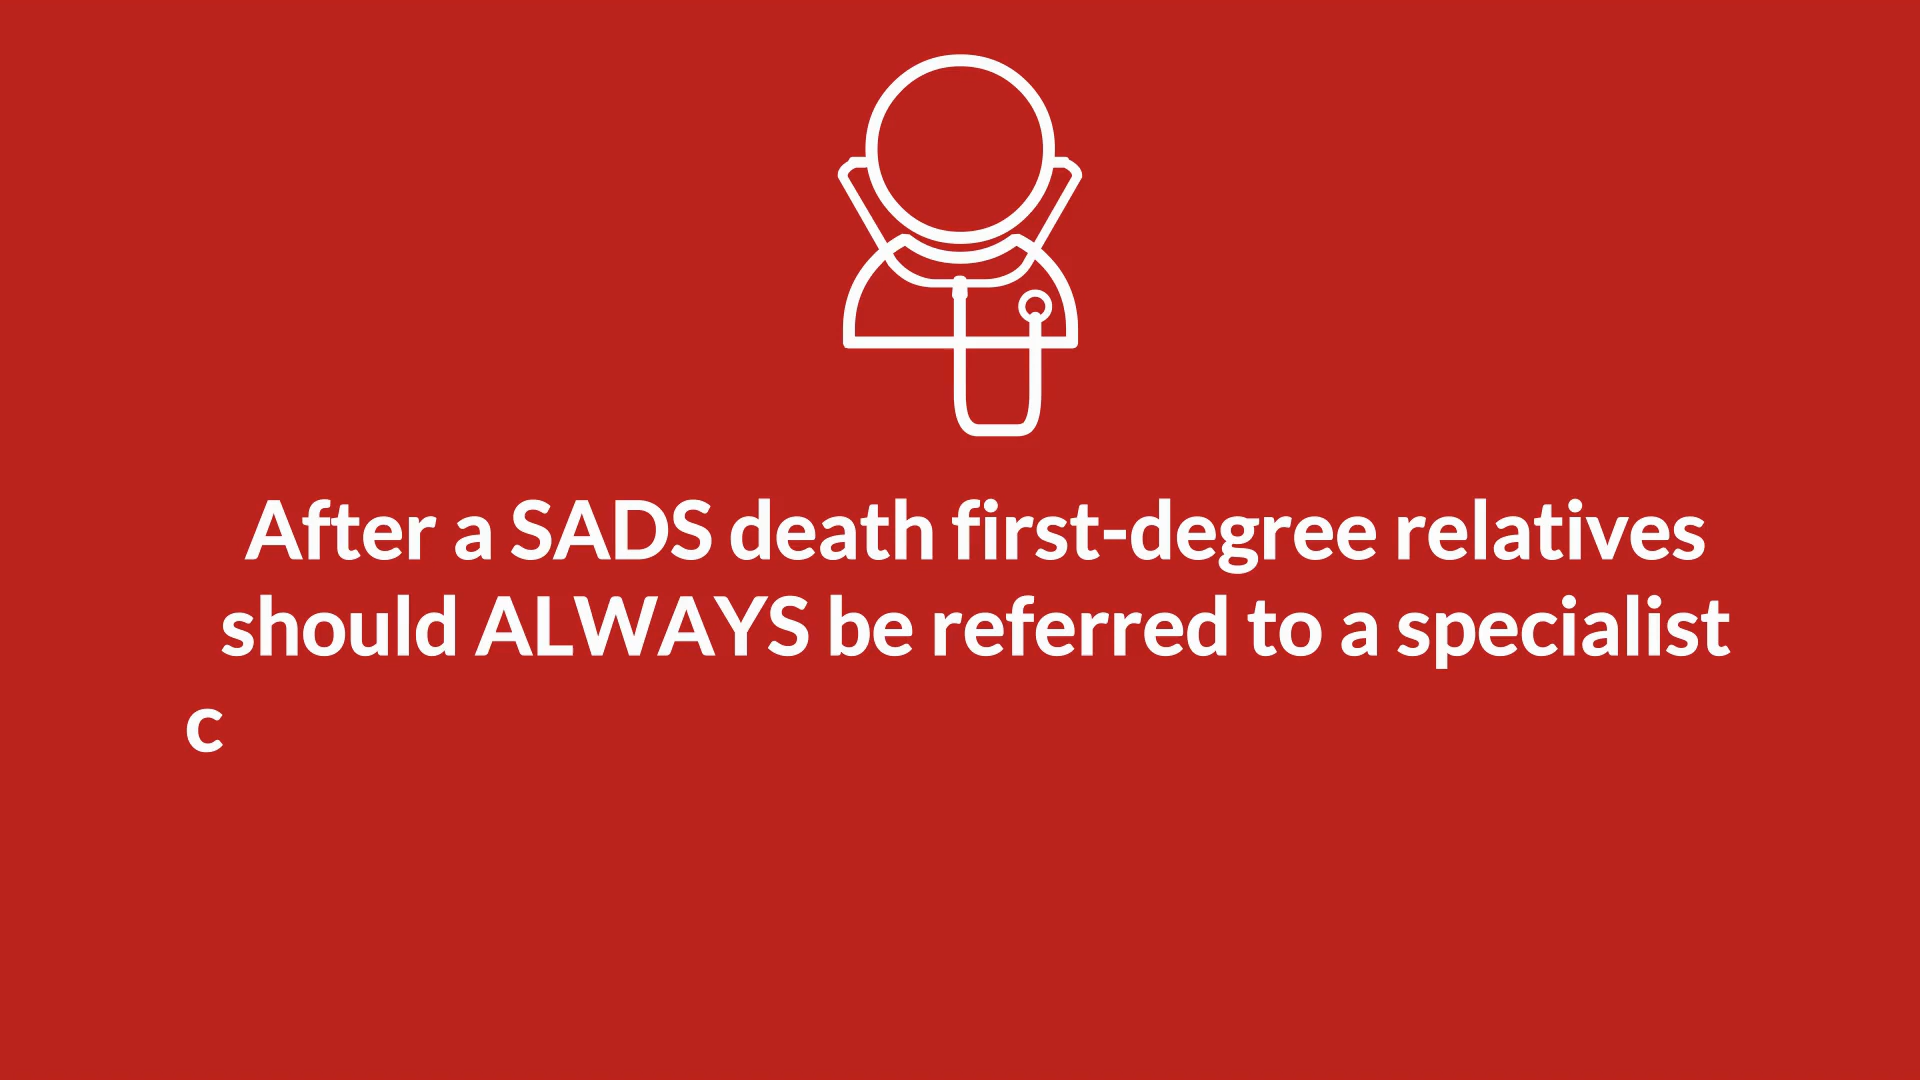 After a SADS death first-degree relatives
should ALWAYS be referred to a specialist
c